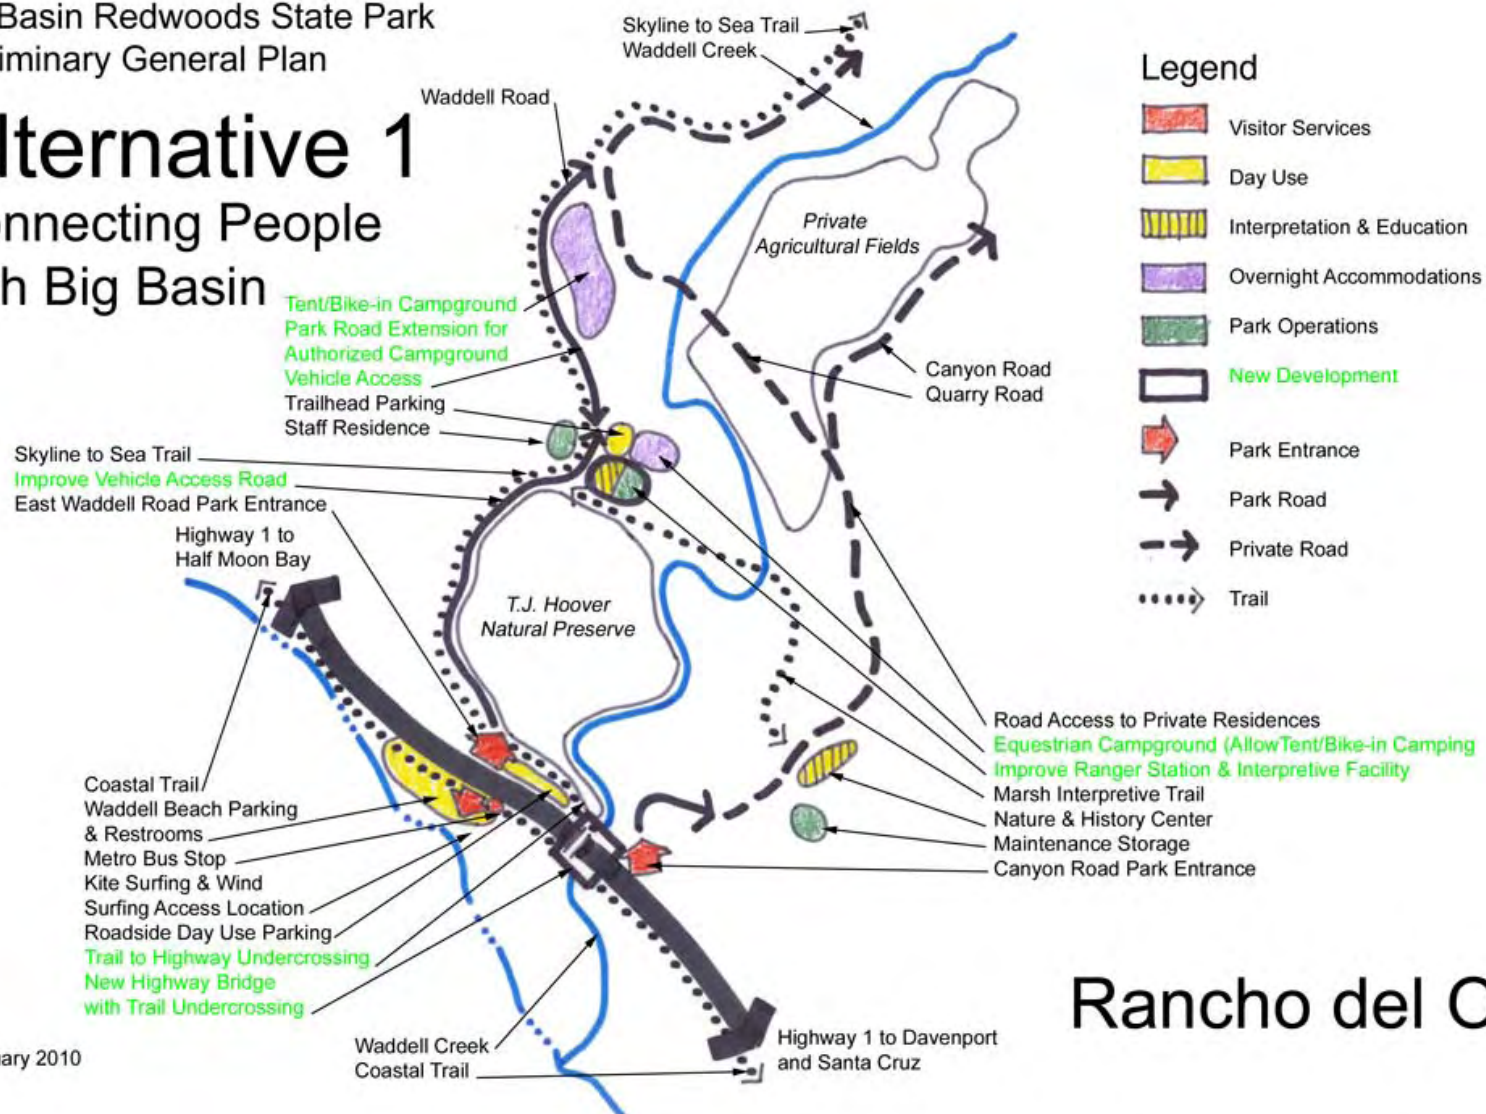 Basin Redwoods State Park
General Plan
Alternative 1
People
Big Basin
Skyline to Sea Trail
Waddell Creek
Waddell Road
Private
Agricultural Fields
Tent/Bike-in Campground
Park Road Extension for
Authorized Campground
Vehicle Access
Trailhead Parking
Staff Residence
Canyon Road
Quarry Road
Skyline to Sea Trail
Improve Vehicle Access Road
East Waddell Road Park Entrance
Highway 1 to
Half Moon Bay
T.J. Hoover
Natural Preserve
Legend
Visitor Services
Day Use
Interpretation & Education
Overnight Accommodations
Park Operations
New Development
Park Entrance
Park Road
Private Road
Trail
Road Access to Private Residences
Equestrian Campground (AllowTent/Bike-in Camping
Improve Ranger Station & Interpretive Facility
Marsh Interpretive Trail
Nature & History Center
Maintenance Storage
Canyon Road Park Entrance
Coastal Trail
Waddell Beach Parking
& Restrooms
Metro Bus Stop
Kite Surfing & Wind
Surfing Access Location
Roadside Day Use Parking
Trail to Highway Undercrossing
New Highway Bridge
with Trail Undercrossing
Waddell Creek
Coastal Trail
Highway 1 to Davenport
and Santa Cruz
Rancho del
2010